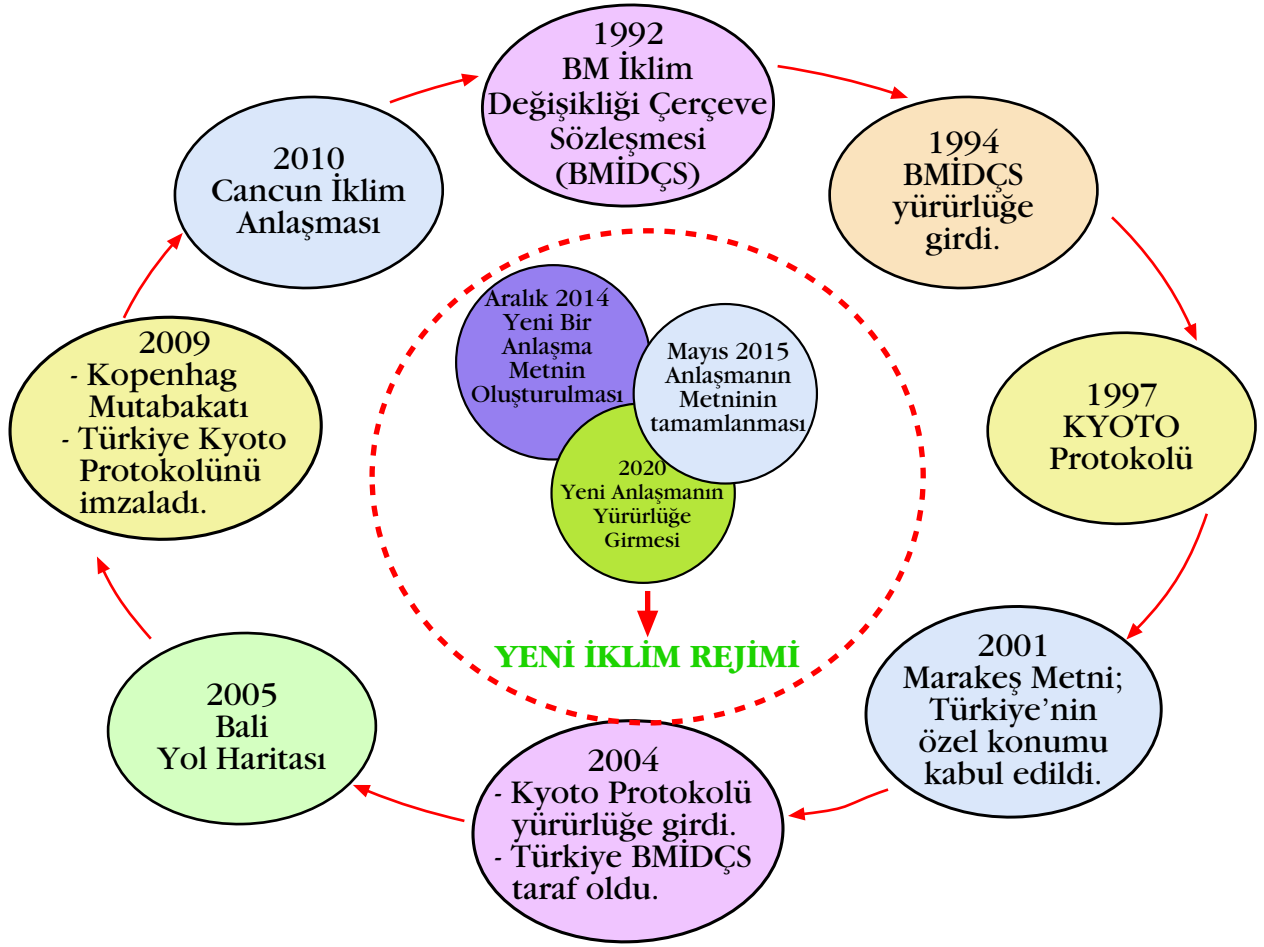 1992
BM İklim
Değişikliği Çerçeve
Sözleşmesi
(BMİDÇS)
1994
BMİDÇS
yürürlüğe
girdi.
1997
KYOTO
Protokolü
2001
Marakeş Metni;
Türkiye’nin
özel konumu
kabul edildi.
2004
- Kyoto Protokolü
yürürlüğe girdi.
- Türkiye BMİDÇS
taraf oldu.
2005
Bali
Yol Haritası
2009
- Kopenhag
Mutabakatı
- Türkiye Kyoto
Protokolünü
imzaladı.
2010
Cancun İklim
Anlaşması
Aralık 2014
Yeni Bir
Anlaşma
Metnin
Oluşturulması
Mayıs 2015
Anlaşmanın
Metninin
tamamlanması
2020
Yeni Anlaşmanın
Yürürlüğe
Girmesi
YENİ İKLİM REJİMİ